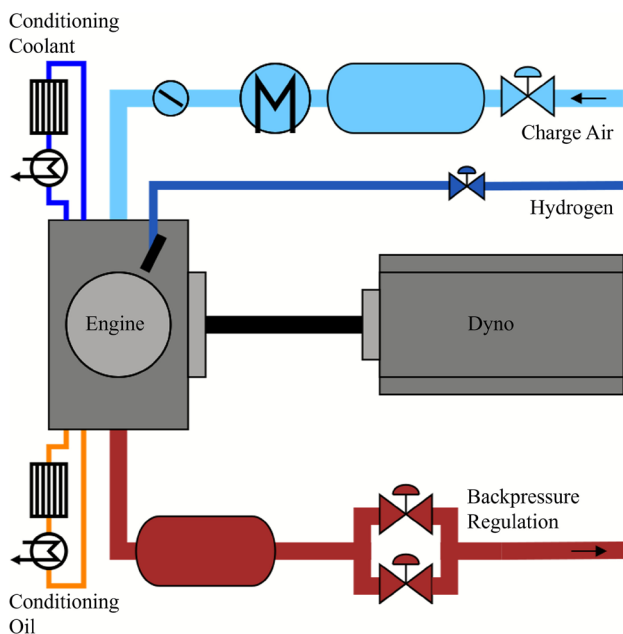 Conditioning
Coolant
Charge Air
Hydrogen
Engine
Dyno
Backpressure
Regulation
Conditioning
Oil